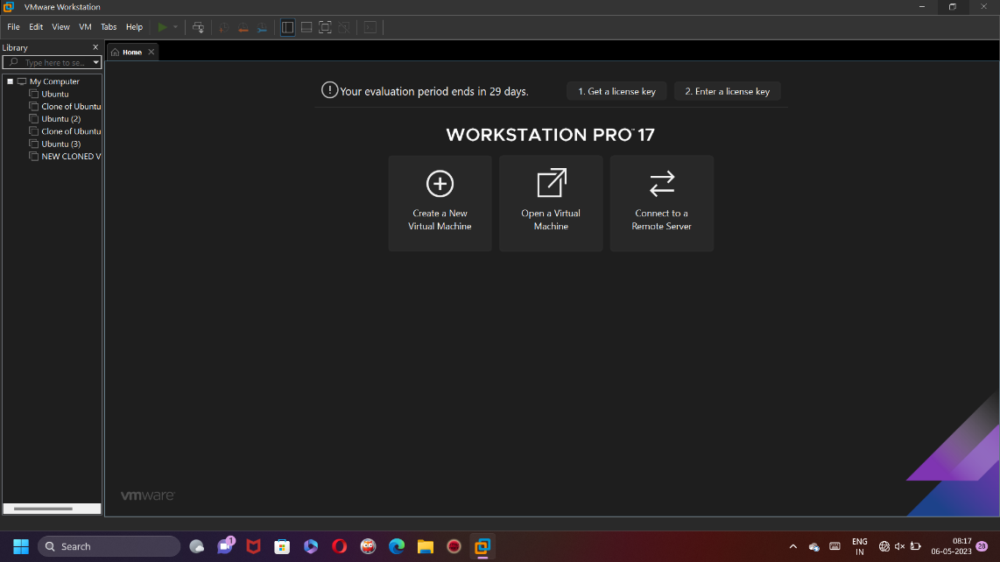 VMware Workstation
File Edit View VM Tabs Help
Library
Type here to se...
Home
My Computer
Ubuntu
Clone of Ubuntu
Ubuntu (2)
Clone of Ubuntu
Ubuntu (3)
NEW CLONED V
Your evaluation period ends in 29 days.
1. Get a license key
2. Enter a license key
WORKSTATION PRO™ 17
Create a New
Virtual Machine
Open a Virtual
Machine
Connect to a
Remote Server
vmware
Search
1
ENG
IN
08:17
06-05-2023
28